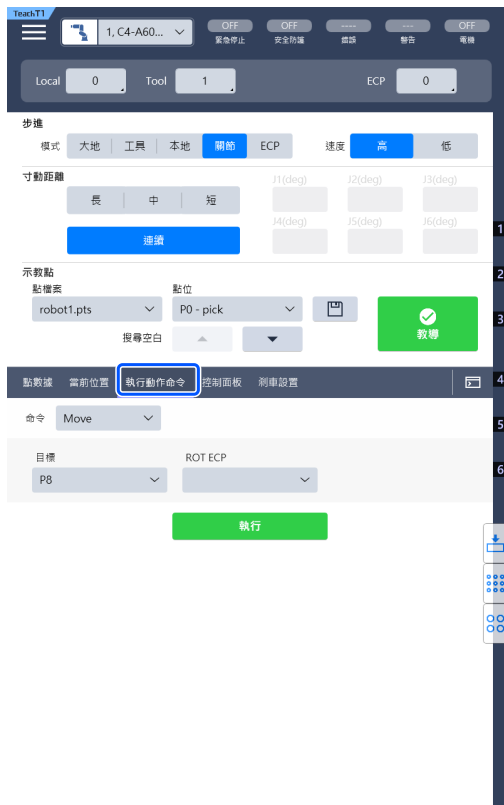 TeachT1
1, C4-A60...
OFF OFF ---- --- OFF
緊急停止 安全防護 錯誤 警告 電機
Local 0 Tool 1 ECP 0
步進
模式 大地 工具 本地 關節 ECP 速度 高 低
寸動距離
長 中 短
連續
J1(deg) J2(deg) J3(deg)
J4(deg) J5(deg) J6(deg)
1
2
3
4
5
6
示教點
點檔案 點位
robot1.pts P0 - pick
教導
搜尋空白
點數據 當前位置 執行動作命令 控制面板 測車設置
命令 Move
目標 ROT ECP
P8
執行